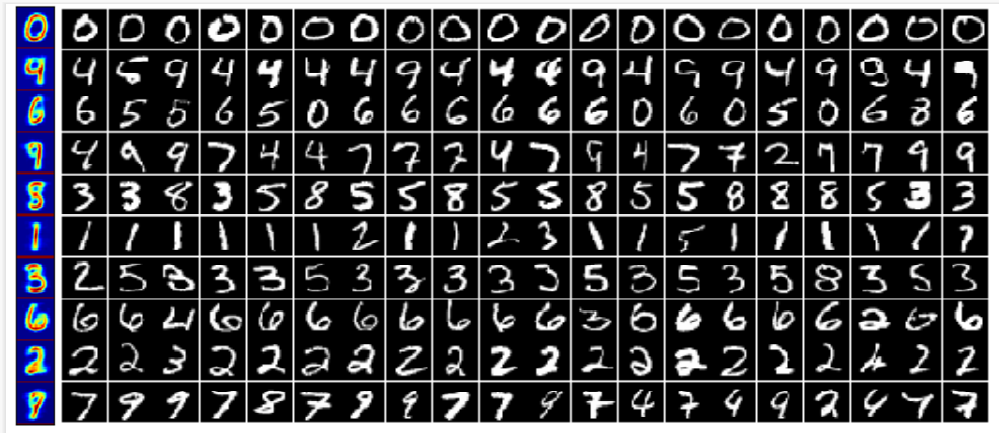 0 0 0 0 0 0 0 0 0 0 0 0 0 0 0 0 0 0 0 0 0
9 4 5 9 4 4 4 4 9 4 4 4 9 4 9 9 4 9 9 4 9
6 6 5 5 6 5 0 6 6 6 6 6 6 0 6 0 5 0 6 8 6
9 4 9 9 7 4 4 7 7 7 4 7 9 4 7 7 2 7 7 9 9
8 3 3 8 3 5 8 5 5 8 5 5 8 5 5 8 8 8 5 3 3
1 1 1 1 1 1 1 2 1 1 2 3 1 1 5 1 1 1 1 1 7
3 2 5 3 3 3 5 3 3 3 3 3 5 3 5 3 5 8 3 5 3
6 6 6 4 6 6 6 6 6 6 6 6 3 6 6 6 6 6 2 6 6
2 2 2 3 2 2 2 2 2 2 2 2 2 2 2 2 2 2 2 2
9 7 9 9 7 8 7 9 9 7 7 9 7 4 7 4 9 2 4 7 7